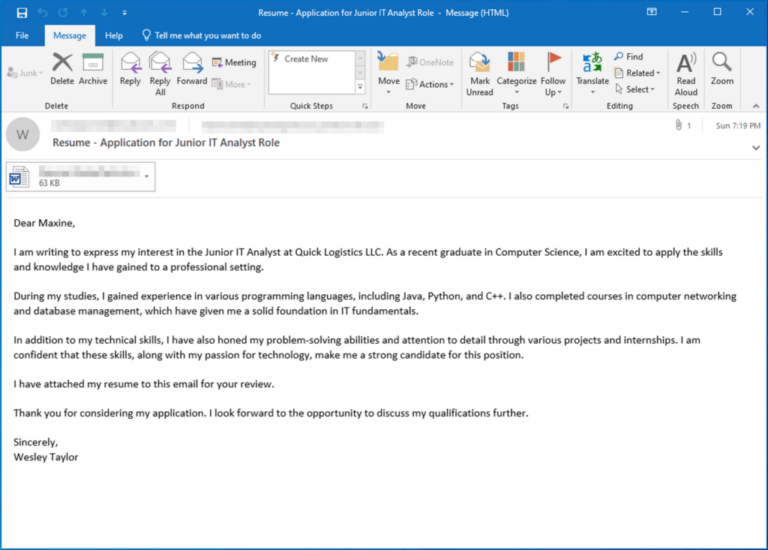 Resume - Application for Junior IT Analyst Role - Message (HTML)
File Message Help Tell me what you want to do
Junk Delete Archive Reply Reply All Forward Meeting More Create New Move OneNote Actions Mark Unread Categorize Follow Up Translate Find Related Select Read Aloud Zoom
Delete Respond Quick Steps Move Tags Editing Speech Zoom
W
1 Sun 7:19 PM
Resume - Application for Junior IT Analyst Role
63 KB
Dear Maxine,
I am writing to express my interest in the Junior IT Analyst at Quick Logistics LLC. As a recent graduate in Computer Science, I am excited to apply the skills
and knowledge I have gained to a professional setting.
During my studies, I gained experience in various programming languages, including Java, Python, and C++. I also completed courses in computer networking
and database management, which have given me a solid foundation in IT fundamentals.
In addition to my technical skills, I have also honed my problem-solving abilities and attention to detail through various projects and internships. I am
confident that these skills, along with my passion for technology, make me a strong candidate for this position.
I have attached my resume to this email for your review.
Thank you for considering my application. I look forward to the opportunity to discuss my qualifications further.
Sincerely,
Wesley Taylor